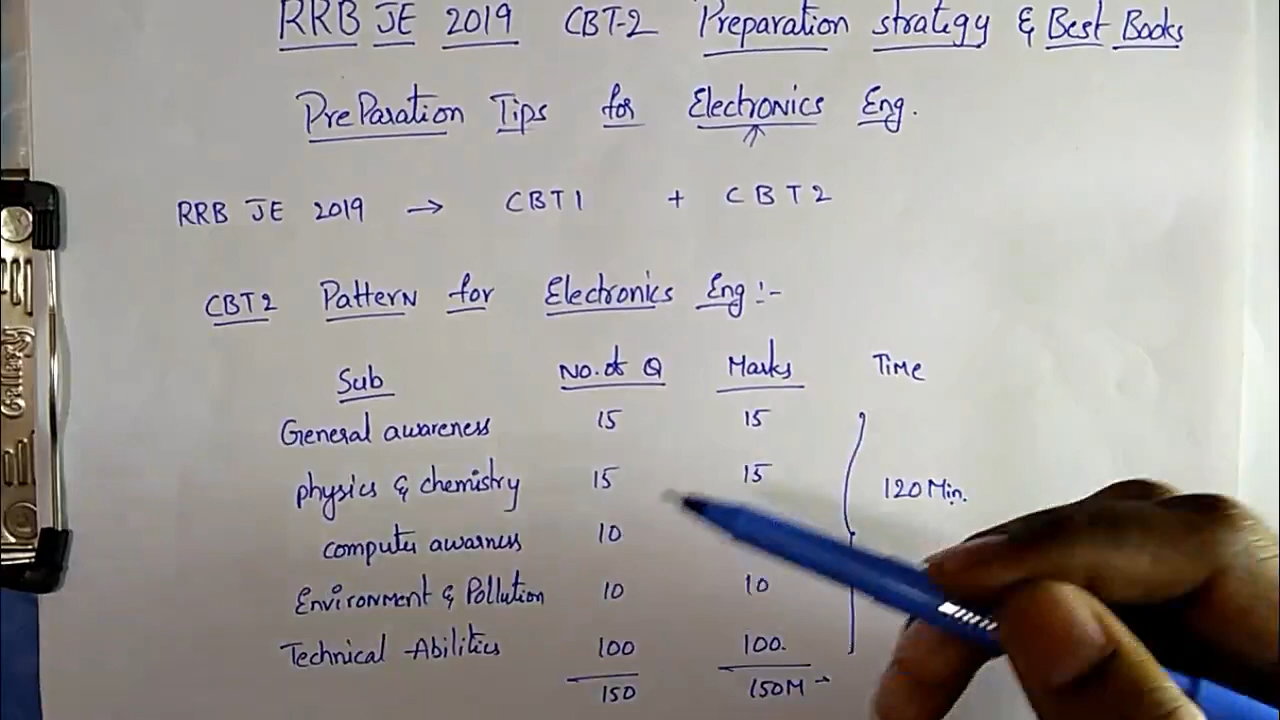 RRB JE 2019 CBT-2 Preparation strategy & Best Books
Preparation Tips for Electronics Eng.
RRB JE 2019 → CBT1 + CBT2
CBT2 Pattern for Electronics Eng:-
Sub No. of Q Marks Time
General awareness 15 15
physics & chemistry 15 15 120 Min.
computer awarness 10
Environment & Pollution 10 10
Technical Abilities 100 100.
150 150M
Gallery